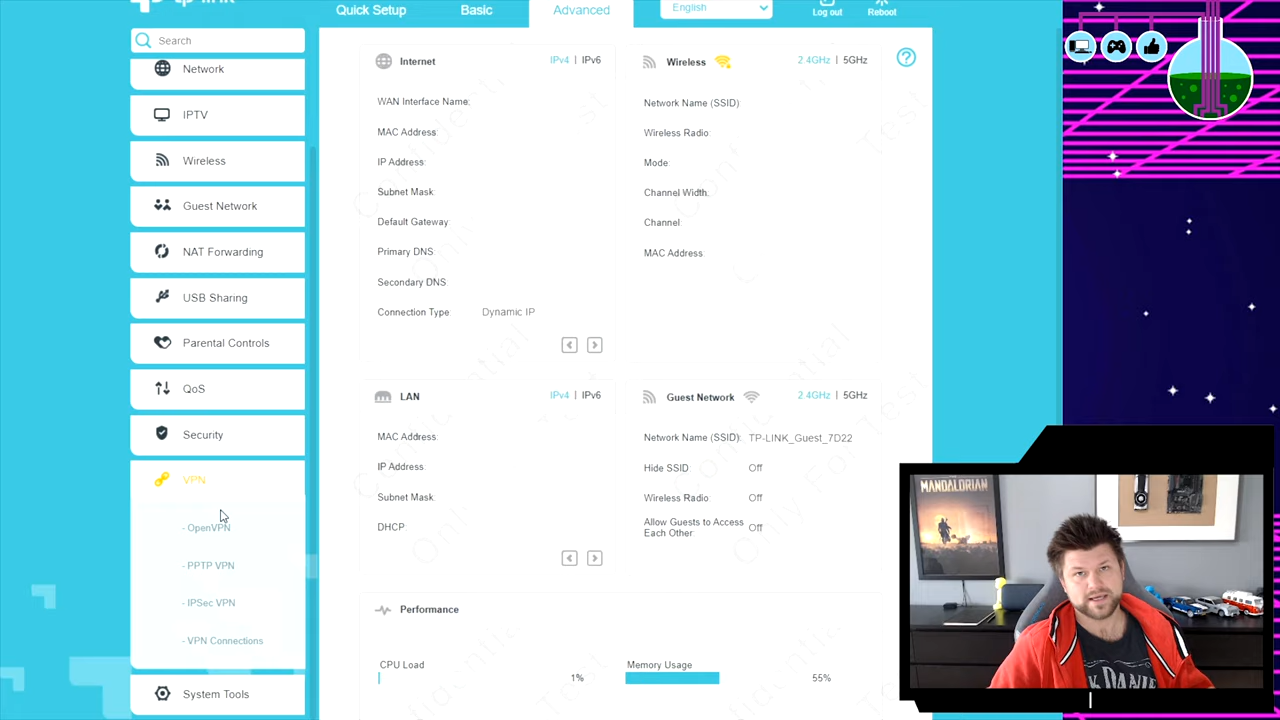 tp-link
Quick Setup Basic Advanced English Log out Reboot
Search
Network
IPTV
Wireless
Guest Network
NAT Forwarding
USB Sharing
Parental Controls
QoS
Security
VPN
- OpenVPN
- PPTP VPN
- IPSec VPN
- VPN Connections
System Tools
Internet IPv4 | IPv6
WAN Interface Name:
MAC Address:
IP Address:
Subnet Mask:
Default Gateway:
Primary DNS:
Secondary DNS:
Connection Type: Dynamic IP
Wireless 2.4GHz | 5GHz
Network Name (SSID)
Wireless Radio:
Mode:
Channel Width:
Channel:
MAC Address:
LAN IPv4 | IPv6
MAC Address:
IP Address:
Subnet Mask:
DHCP
Guest Network 2.4GHz | 5GHz
Network Name (SSID): TP-LINK_Guest_7D22
Hide SSID: Off
Wireless Radio: Off
Allow Guests to Access
Each Other Off
Performance
CPU Load
1%
Memory Usage
55%
MANDALORIAN